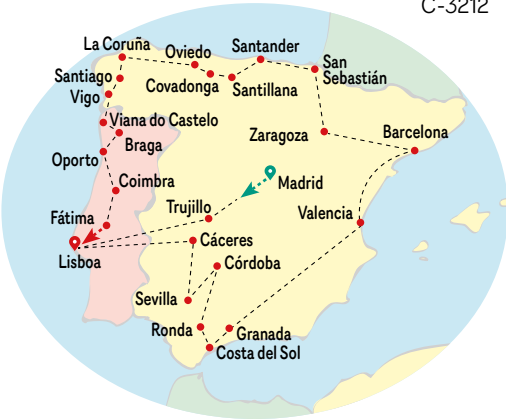 C-3212
La Coruña
Oviedo
Santander
San
Sebastián
Santiago
Covadonga
Santillana
Vigo
Viana do Castelo
Zaragoza
Barcelona
Braga
Oporto
Coimbra
Madrid
Trujillo
Valencia
Fátima
Cáceres
Lisboa
Córdoba
Sevilla
Ronda
Granada
Costa del Sol